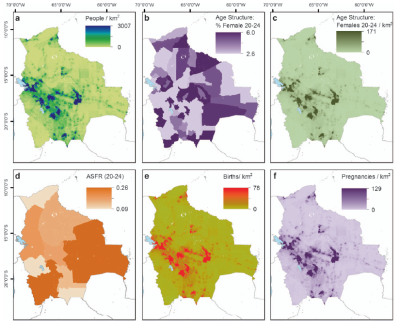 70°0'0"W 65°0'0"W 60°0'0"W 70°0'0"W 65°0'0"W 60°0'0"W 70°0'0"W 65°0'0"W 60°0'0"W
a
People / km²
3007
0
b
Age Structure:
% Female 20-24
6.0
2.6
c
Age Structure:
Females 20-24 / km²
171
0
10°0'0"S
15°0'0"S
20°0'0"S
d
ASFR (20-24)
0.26
0.09
e
Births/ km²
76
0
f
Pregnancies / km²
129
0
10°0'0"S
15°0'0"S
20°0'0"S